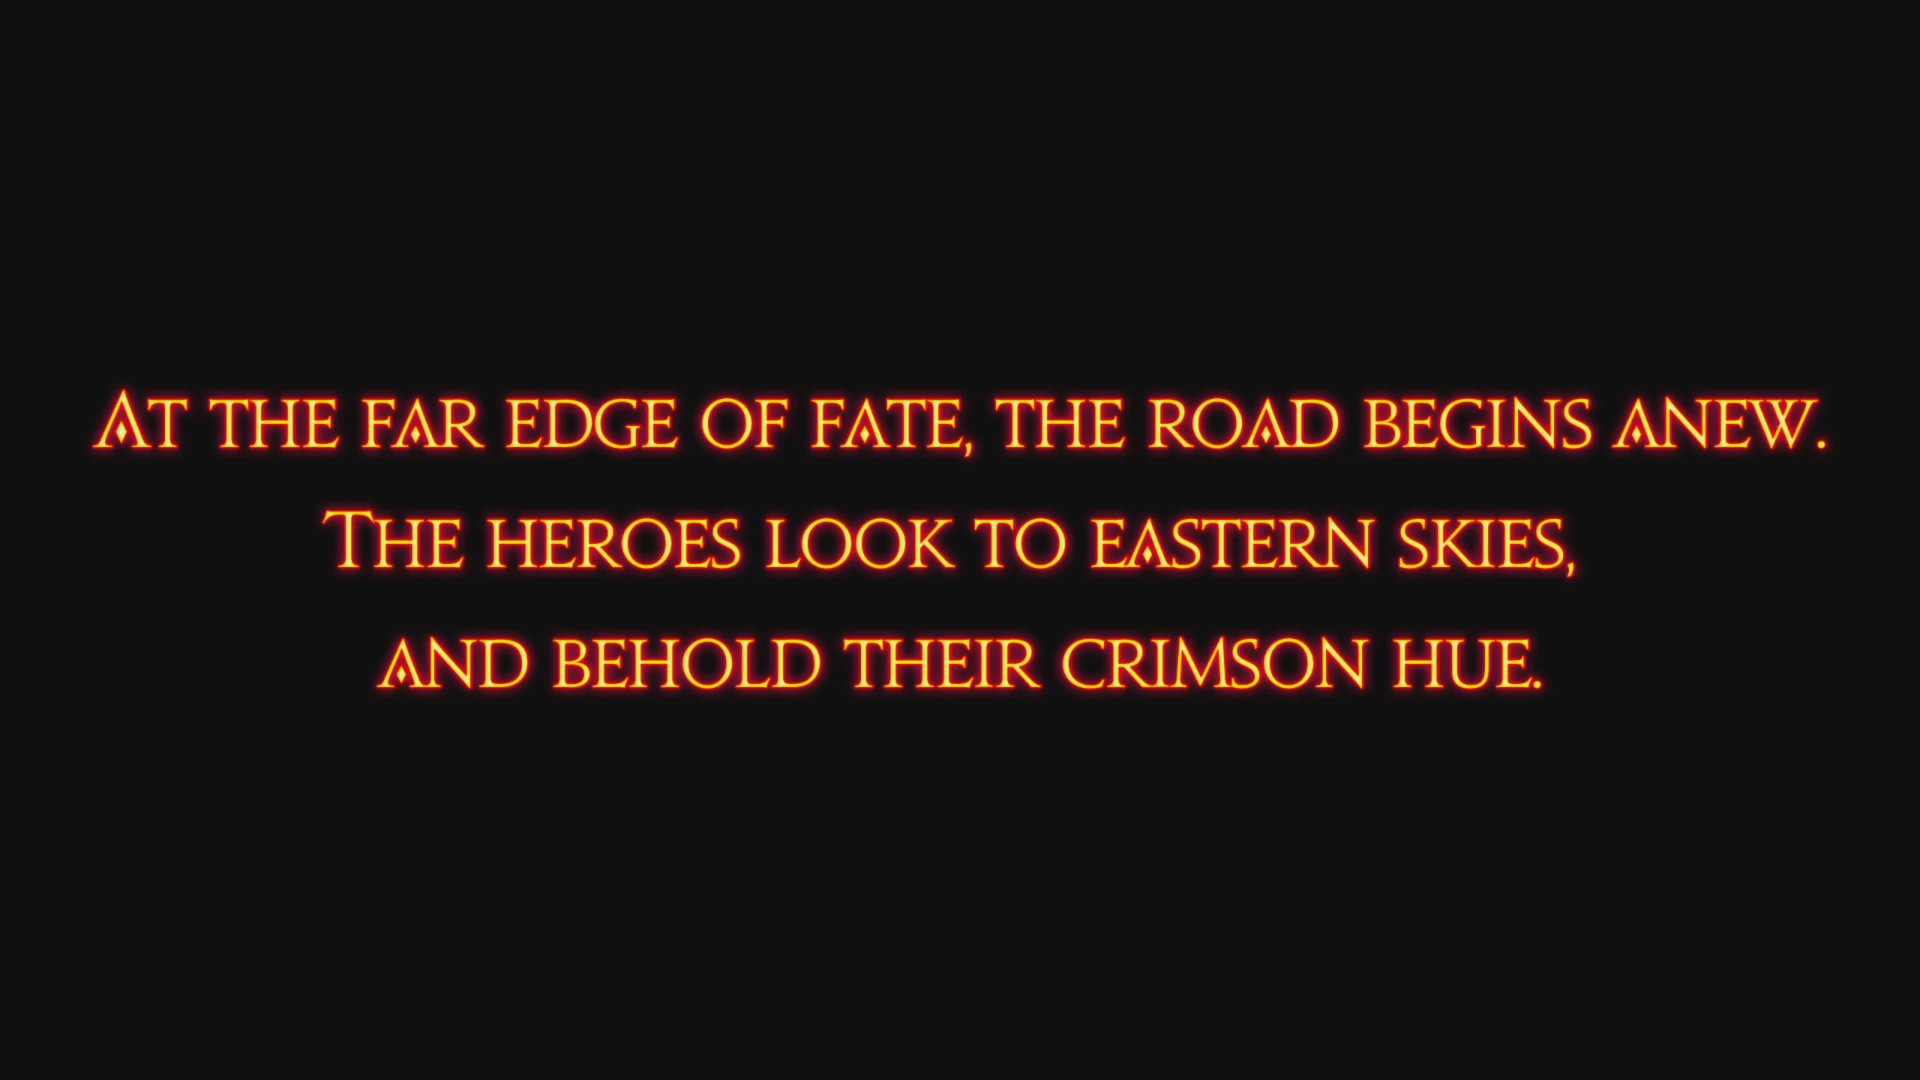 At the far edge of fate, the road begins anew.
The heroes look to eastern skies,
and behold their crimson hue.